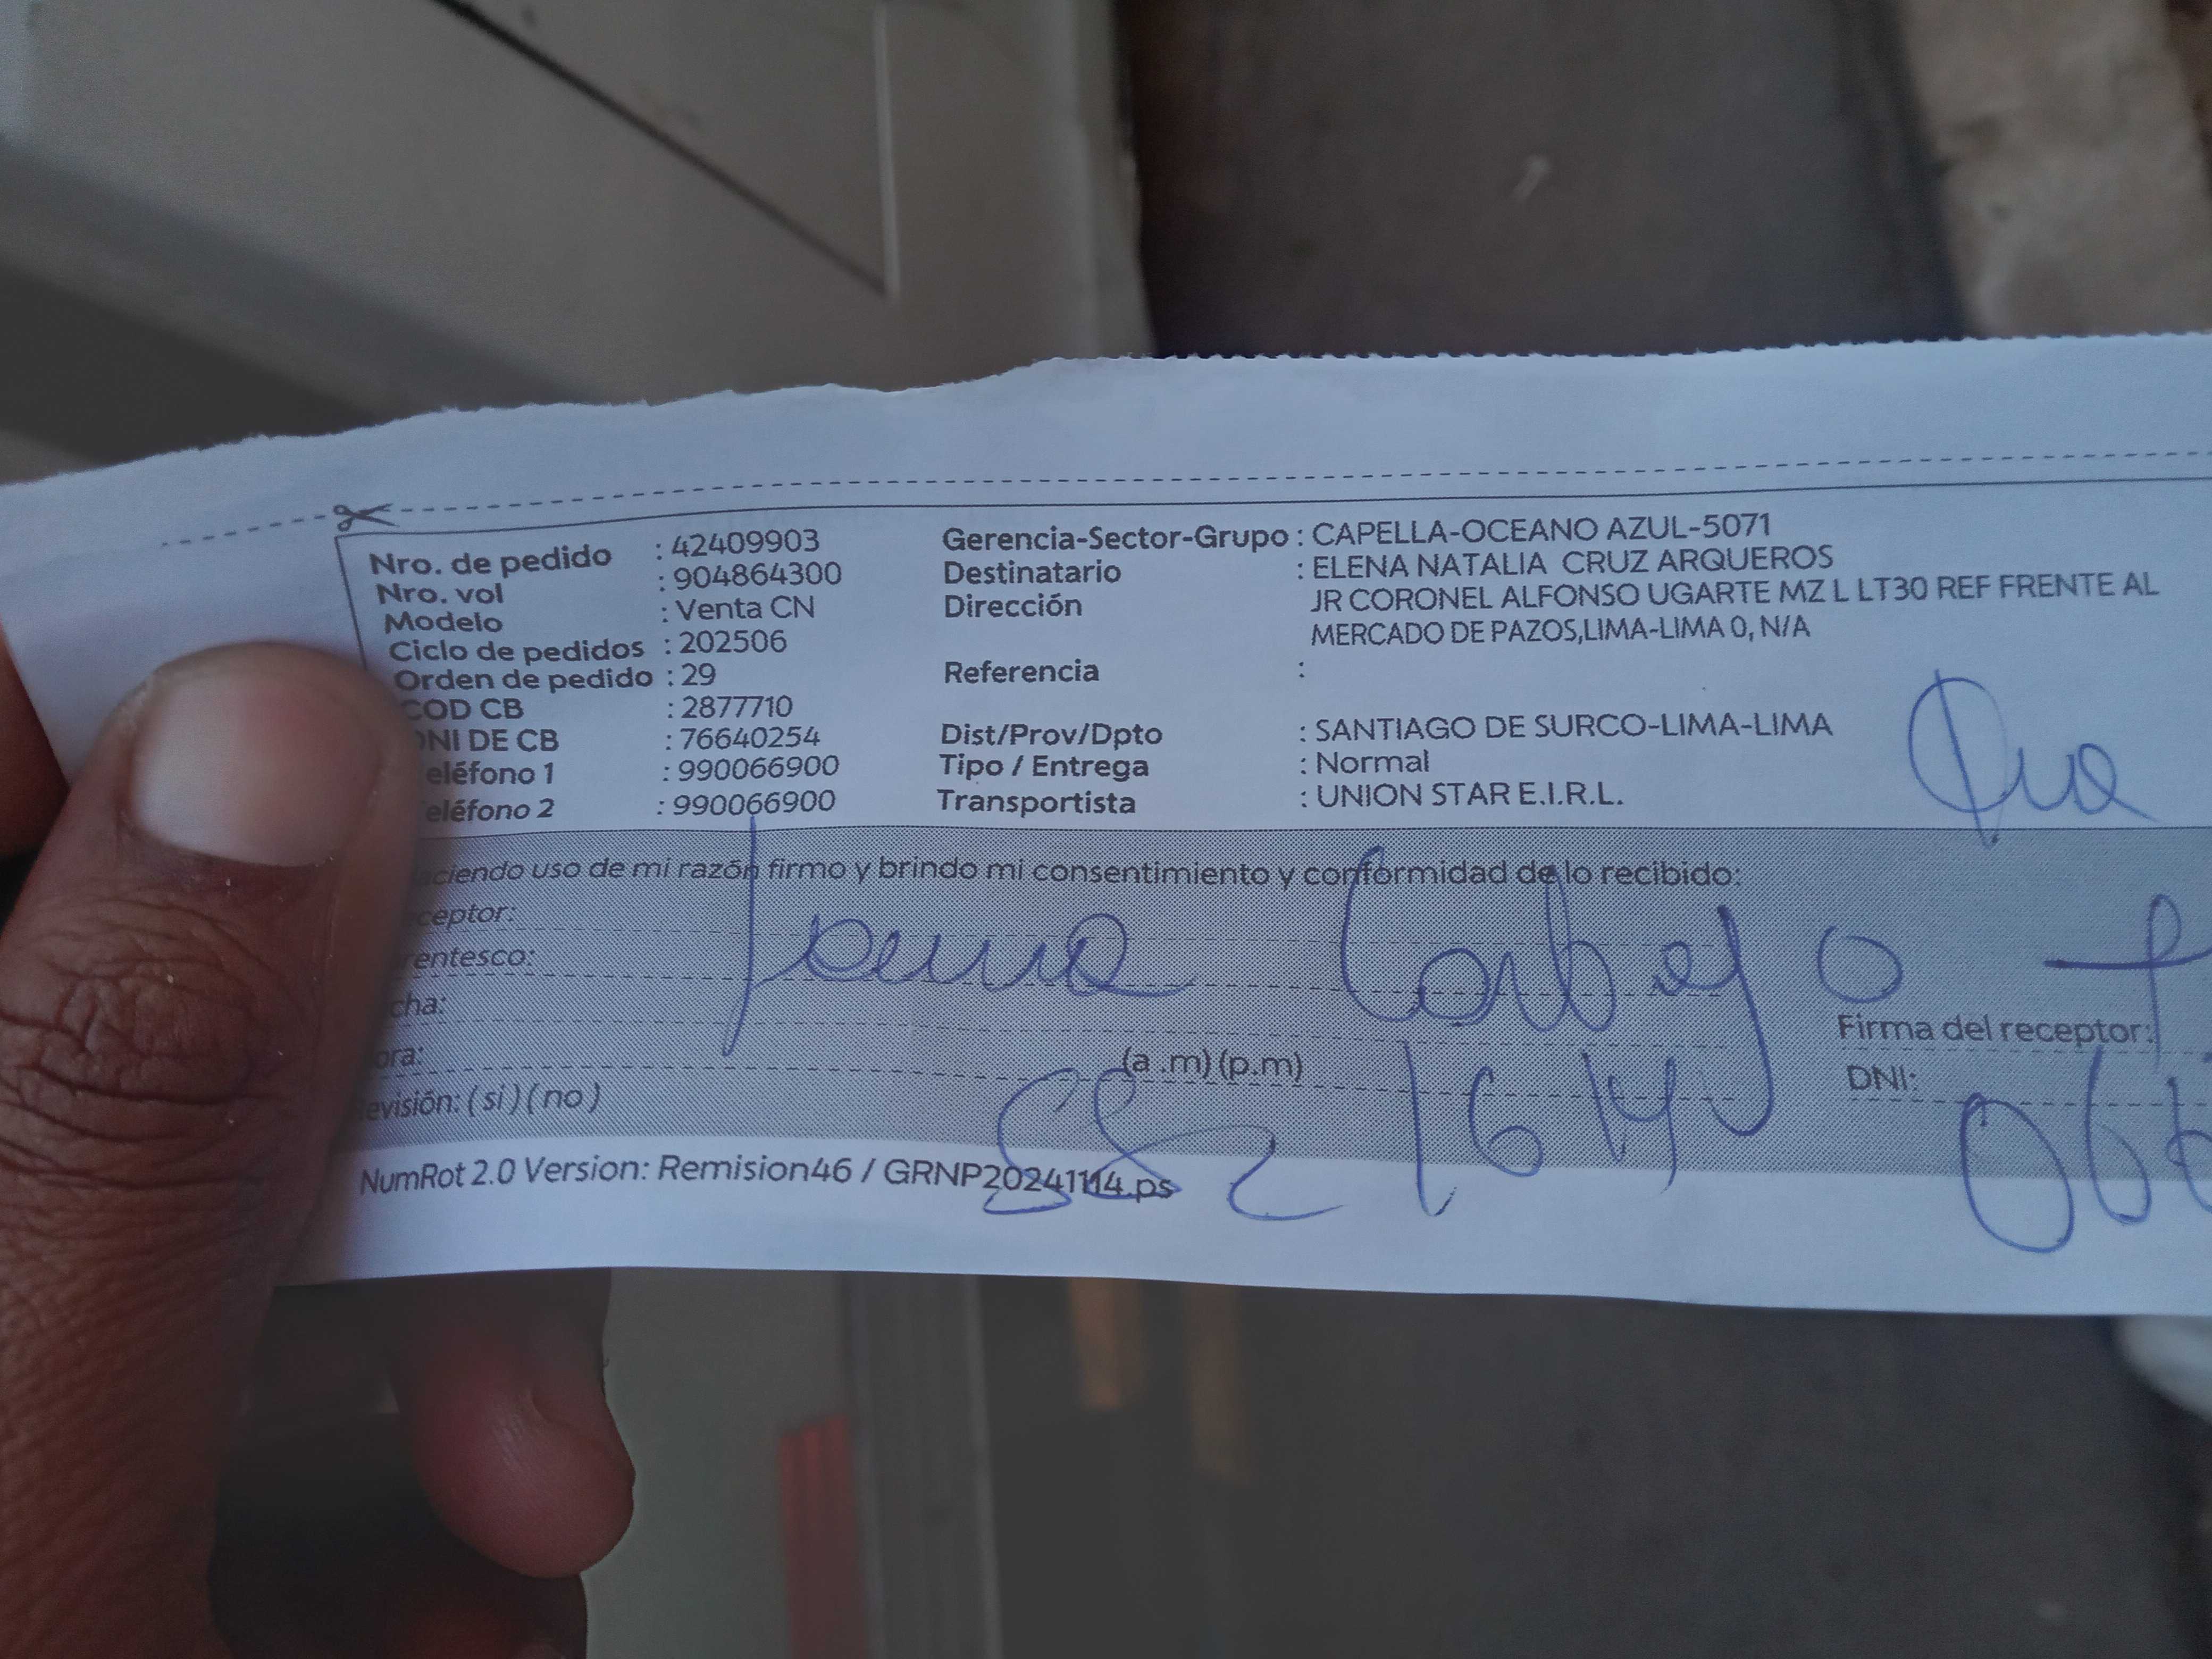 Nro. de pedido : 42409903
Nro. vol : 904864300
Modelo : Venta CN
Ciclo de pedidos : 202506
Orden de pedido : 29
COD CB : 2877710
DNI DE CB : 76640254
eléfono 1 : 990066900
eléfono 2 : 990066900
Gerencia-Sector-Grupo : CAPELLA-OCEANO AZUL-5071
Destinatario : ELENA NATALIA CRUZ ARQUEROS
Dirección JR CORONEL ALFONSO UGARTE MZ L LT30 REF FRENTE AL
MERCADO DE PAZOS,LIMA-LIMA 0, N/A
Referencia :
Dist/Prov/Dpto : SANTIAGO DE SURCO-LIMA-LIMA
Tipo / Entrega : Normal
Transportista : UNION STAR E.I.R.L.
ciendo uso de mi razón firmo y brindo mi consentimiento y conformidad de lo recibido:
ceptor:
rentesco:
cha:
ora: (a .m) (p.m)
evisión: ( si ) ( no )
Firma del receptor:
DNI:
NumRot 2.0 Version: Remision46 / GRNP20241114.ps